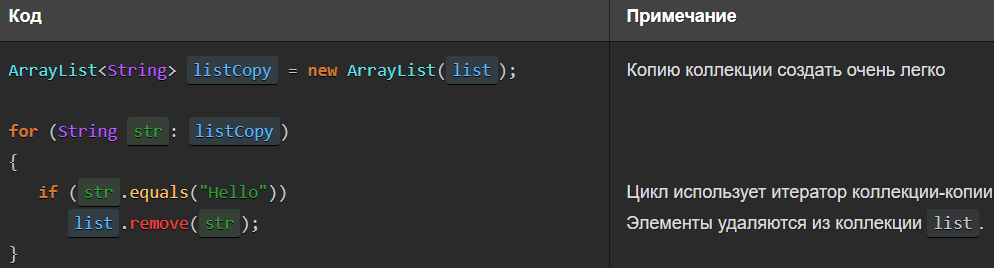 Код Примечание
ArrayList<String> listCopy = new ArrayList(list); Копию коллекции создать очень легко
for (String str: listCopy)
{
if (str.equals("Hello")) Цикл использует итератор коллекции-копии
list.remove(str); Элементы удаляются из коллекции list.
}